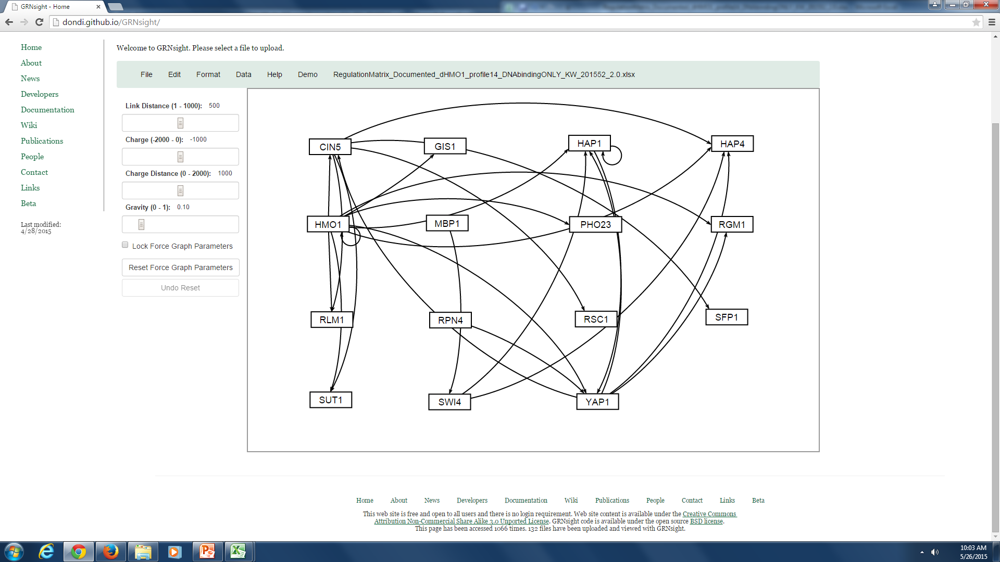 GRNsight - Home
dondi.github.io/GRNsight/
Home
About
News
Developers
Documentation
Wiki
Publications
People
Contact
Links
Beta
Last modified:
4/28/2015
Welcome to GRNsight. Please select a file to upload.
File Edit Format Data Help Demo RegulationMatrix_Documented_dHMO1_profile14_DNAbindingONLY_KW_201552_2.0.xlsx
Link Distance (1 - 1000): 500
Charge (-2000 - 0): -1000
Charge Distance (0 - 2000): 1000
Gravity (0 - 1): 0.10
Lock Force Graph Parameters
Reset Force Graph Parameters
Undo Reset
CIN5 GIS1 HAP1 HAP4
HMO1 MBP1 PHO23 RGM1
RLM1 RPN4 RSC1 SFP1
SUT1 SWI4 YAP1
Home About News Developers Documentation Wiki Publications People Contact Links Beta
This web site is free and open to all users and there is no login requirement. Web site content is available under the Creative Commons
Attribution Non-Commercial Share Alike 3.0 Unported License. GRNsight code is available under the open source BSD license.
This page has been accessed 1066 times. 132 files have been uploaded and viewed with GRNsight.
10:03 AM
5/26/2015